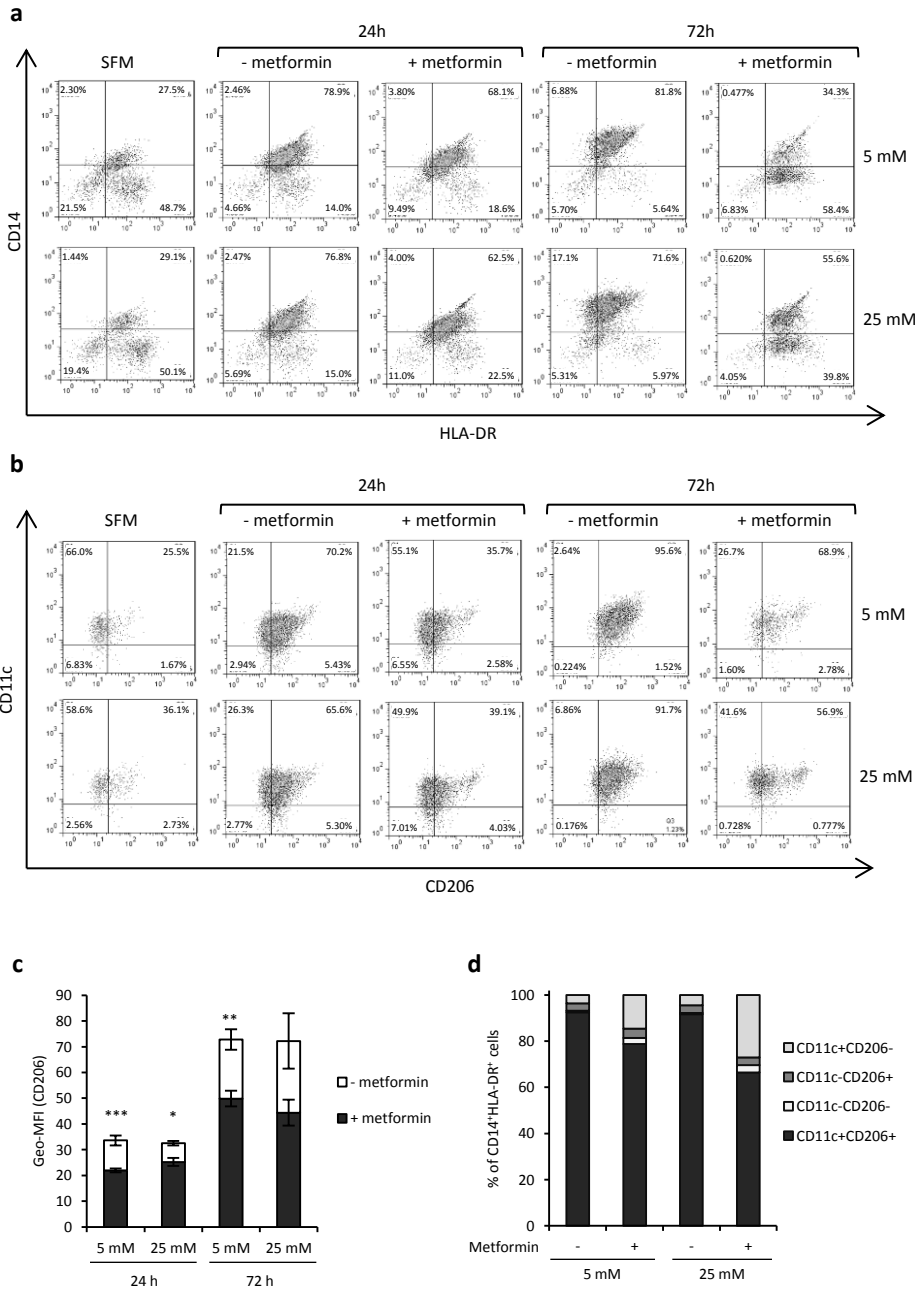 a
24h
72h
SFM
- metformin
+ metformin
- metformin
+ metformin
2.30% 27.5%
2.46% 78.9%
3.80% 68.1%
6.88% 81.8%
0.477% 34.3%
21.5% 48.7%
4.66% 14.0%
9.49% 18.6%
5.70% 5.64%
6.83% 58.4%
5 mM
1.44% 29.1%
2.47% 76.8%
4.00% 62.5%
17.1% 71.6%
0.620% 55.6%
19.4% 50.1%
5.69% 15.0%
11.0% 22.5%
5.31% 5.97%
4.05% 39.8%
25 mM
CD14
HLA-DR
b
24h
72h
SFM
- metformin
+ metformin
- metformin
+ metformin
66.0% 25.5%
21.5% 70.2%
55.1% 35.7%
2.64% 95.6%
26.7% 68.9%
6.83% 1.67%
2.94% 5.43%
6.55% 2.58%
0.224% 1.52%
1.60% 2.78%
5 mM
58.6% 36.1%
26.3% 65.6%
49.9% 39.1%
6.86% 91.7%
41.6% 56.9%
2.56% 2.73%
2.77% 5.30%
7.01% 4.03%
0.176% Q3 1.23%
0.728% 0.777%
25 mM
CD11c
CD206
c
Geo-MFI (CD206)
90
80
70
60
50
40
30
20
10
0
***
*
**
- metformin
+ metformin
5 mM 25 mM 5 mM 25 mM
24 h 72 h
d
% of CD14+HLA-DR+ cells
100
80
60
40
20
0
CD11c+CD206-
CD11c-CD206+
CD11c-CD206-
CD11c+CD206+
Metformin - + - +
5 mM 25 mM